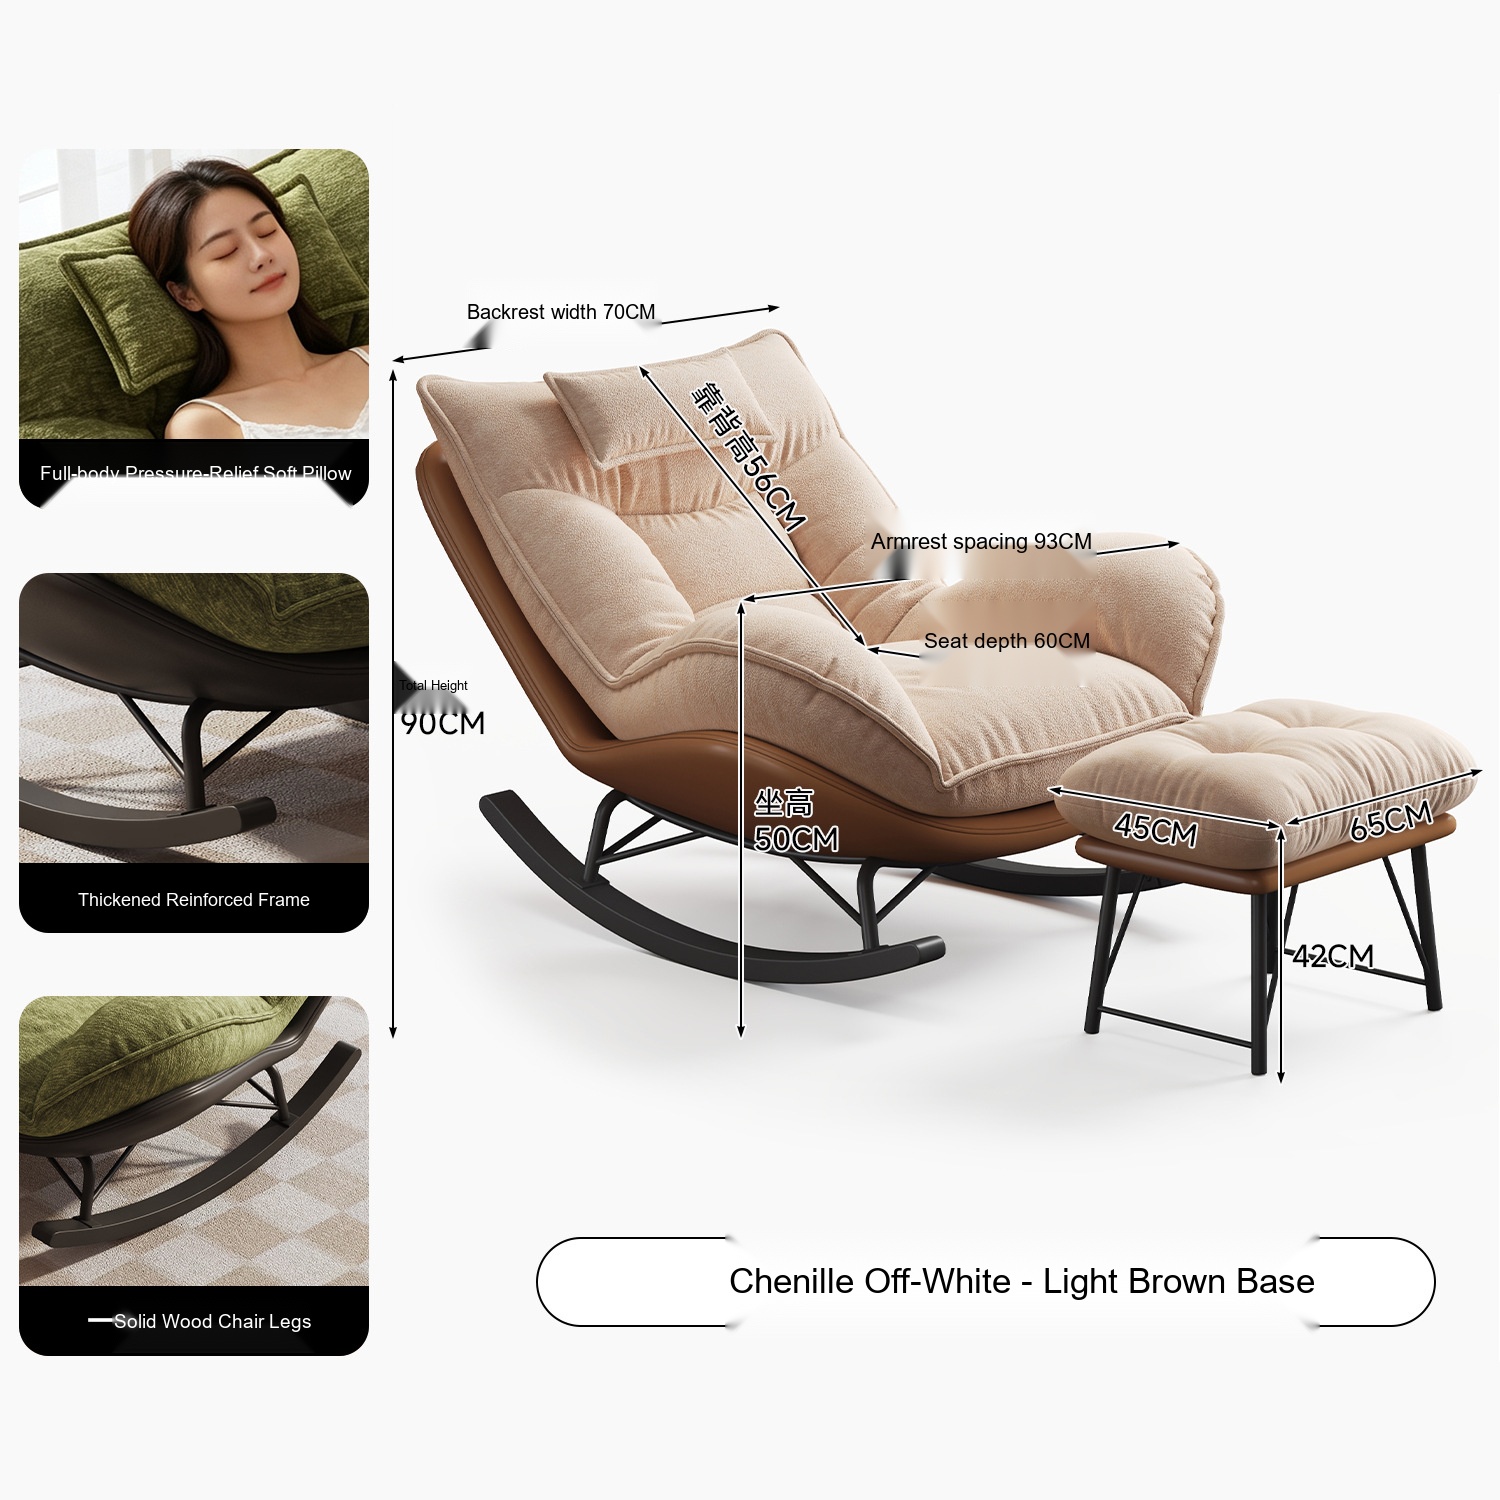 Backrest width 70CM
靠背高56CM
Full-body Pressure-Relief Soft Pillow
Armrest spacing 93CM
Seat depth 60CM
Total Height
90CM
坐高
50CM
45CM
65CM
Thickened Reinforced Frame
42CM
Chenille Off-White - Light Brown Base
Solid Wood Chair Legs